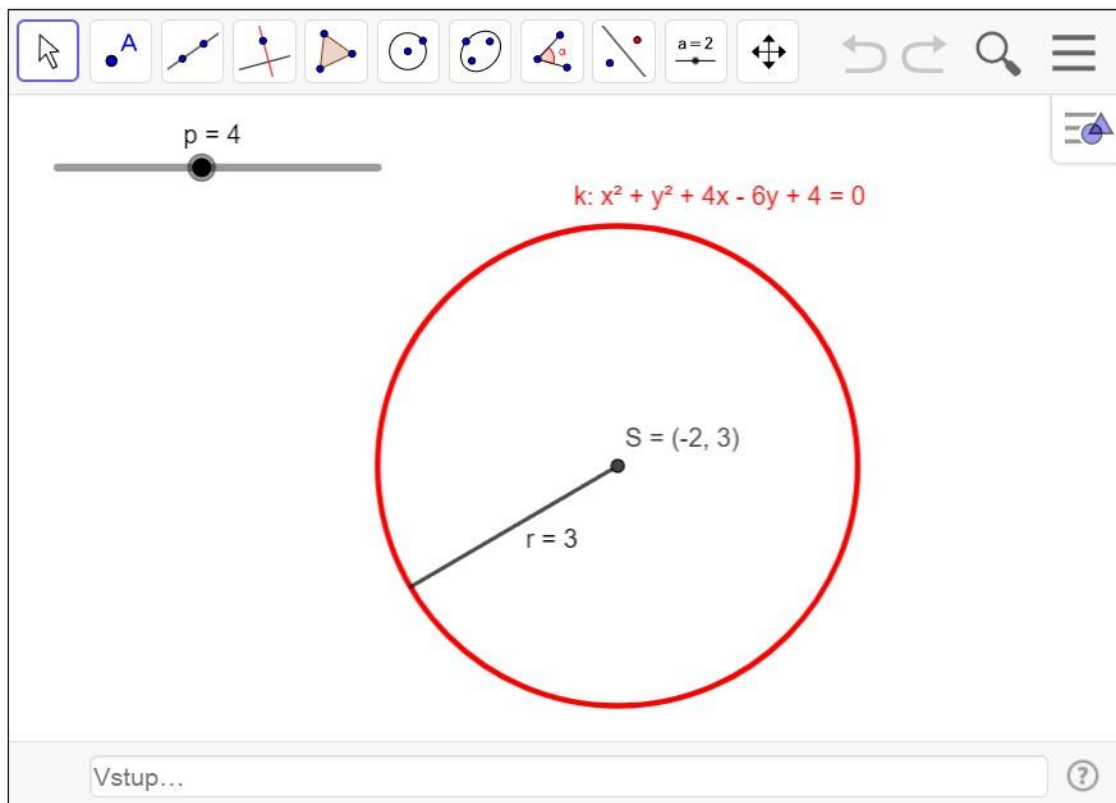 A
α
a=2
p = 4
k: x² + y² + 4x - 6y + 4 = 0
S = (-2, 3)
r = 3
Vstup…
?